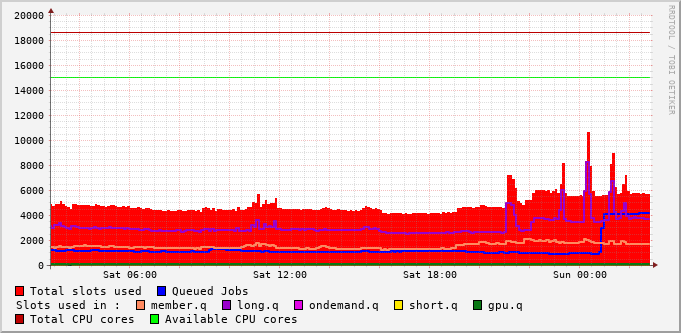 20000
18000
16000
14000
12000
10000
8000
6000
4000
2000
0
Sat 06:00 Sat 12:00 Sat 18:00 Sun 00:00
RRDTOOL / TOBI OETIKER
Total slots used Queued Jobs
Slots used in : member.q long.q ondemand.q short.q gpu.q
Total CPU cores Available CPU cores